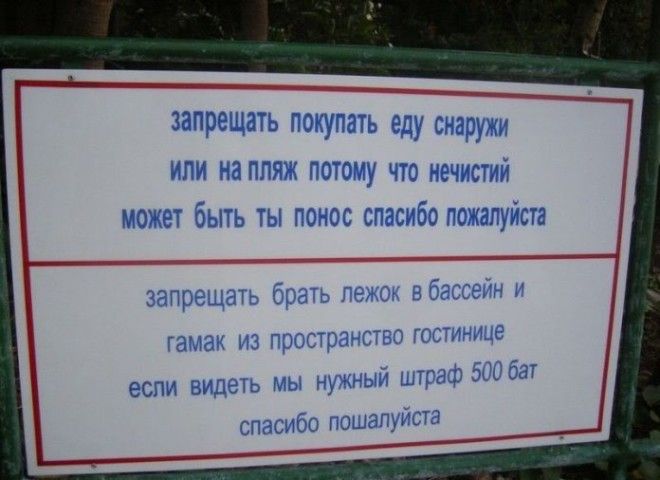 запрещать покупать еду снаружи
или на пляж потому что нечистий
может быть ты понос спасибо пожалуйста
запрещать брать лежок в бассейн и
гамак из пространство гостинице
если видеть мы нужный штраф 500 бат
спасибо пошалуйста